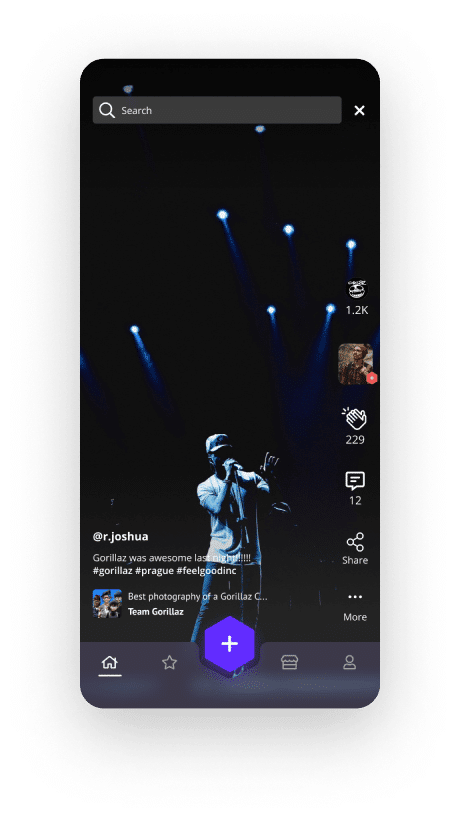 Search
1.2K
229
12
@r.joshua
Gorillaz was awesome last night!!!!!!
#gorillaz #prague #feelgoodinc
Share
Best photography of a Gorillaz C...
Team Gorillaz
More